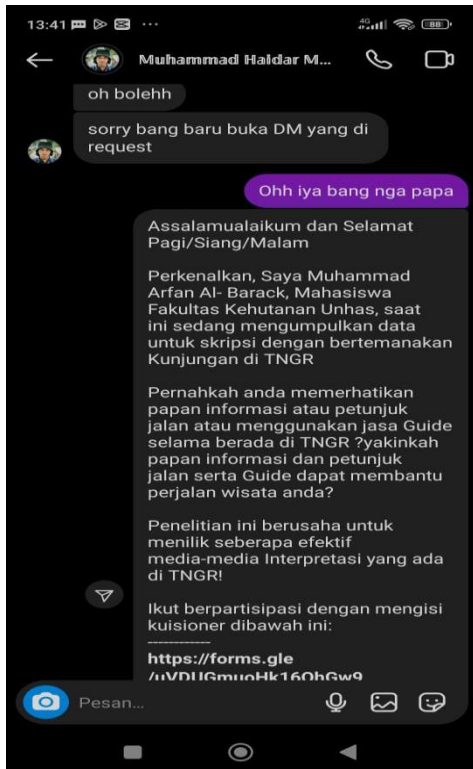 13:41
4G
88
Muhammad Haldar M...
oh bolehh
sorry bang baru buka DM yang di
request
Ohh iya bang nga papa
Assalamualaikum dan Selamat
Pagi/Siang/Malam
Perkenalkan, Saya Muhammad
Arfan Al- Barack, Mahasiswa
Fakultas Kehutanan Unhas, saat
ini sedang mengumpulkan data
untuk skripsi dengan bertemanakan
Kunjungan di TNGR
Pernahkah anda memerhatikan
papan informasi atau petunjuk
jalan atau menggunakan jasa Guide
selama berada di TNGR ?yakinkah
papan informasi dan petunjuk
jalan serta Guide dapat membantu
perjalan wisata anda?
Penelitian ini berusaha untuk
menilik seberapa efektif
media-media Interpretasi yang ada
di TNGR!
Ikut berpartisipasi dengan mengisi
kuisioner dibawah ini:
------------
https://forms.gle
Pesan...